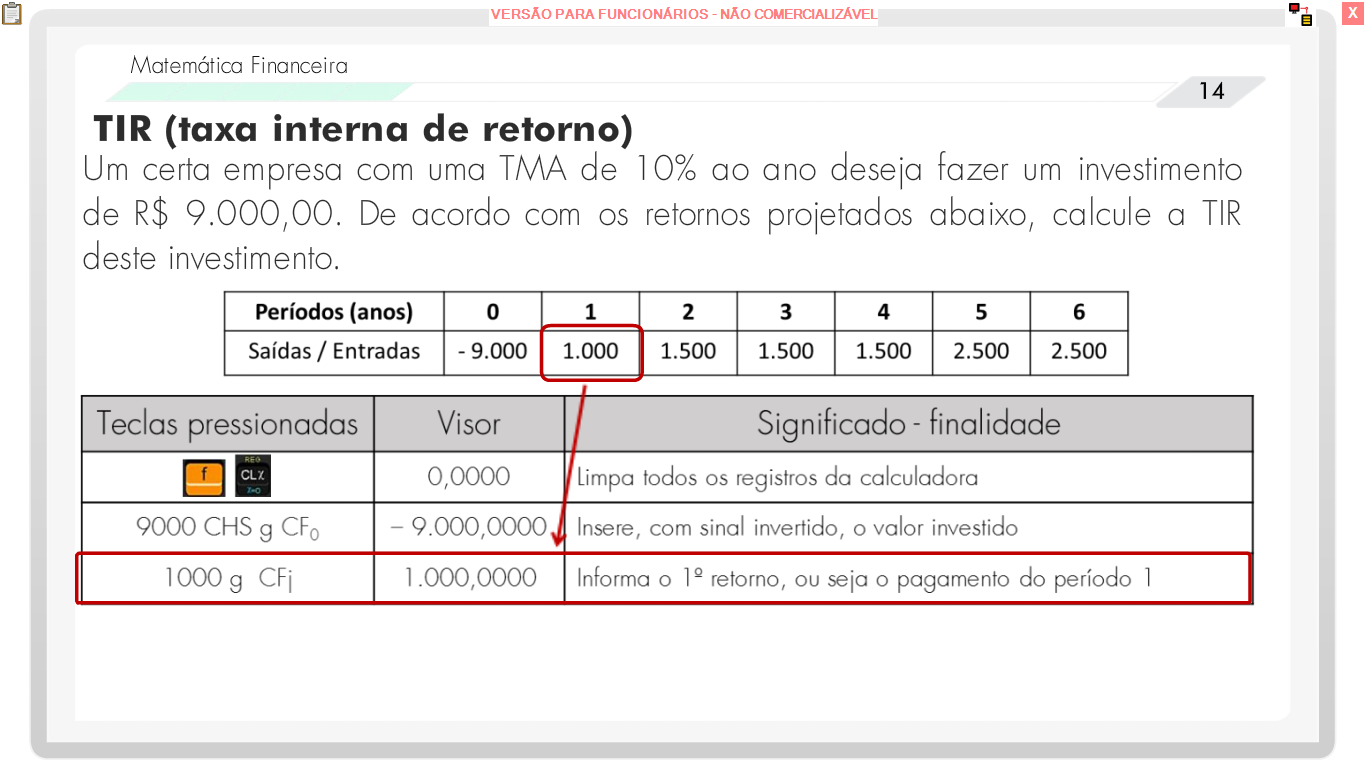 VERSÃO PARA FUNCIONÁRIOS - NÃO COMERCIALIZÁVEL
X
Matemática Financeira
14
TIR (taxa interna de retorno)
Um certa empresa com uma TMA de 10% ao ano deseja fazer um investimento
de R$ 9.000,00. De acordo com os retornos projetados abaixo, calcule a TIR
deste investimento.
Períodos (anos) 0 1 2 3 4 5 6
Saídas / Entradas - 9.000 1.000 1.500 1.500 1.500 2.500 2.500
Teclas pressionadas Visor Significado - finalidade
f REG CLX x=0 0,0000 Limpa todos os registros da calculadora
9000 CHS g CF₀ – 9.000,0000 Insere, com sinal invertido, o valor investido
1000 g CFj 1.000,0000 Informa o 1º retorno, ou seja o pagamento do período 1